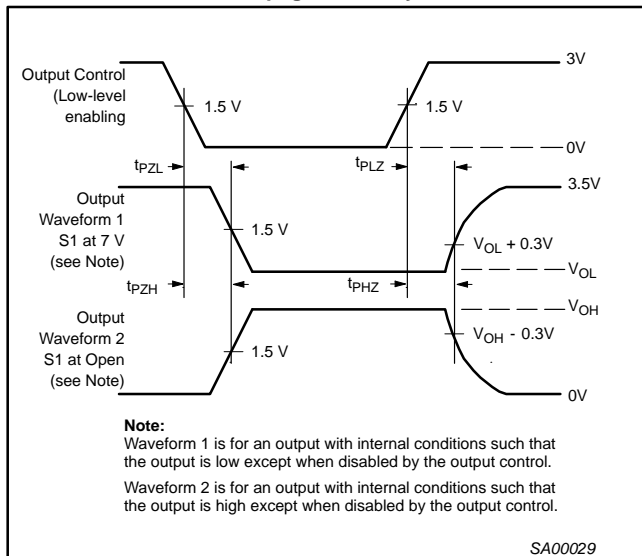 3V
Output Control
(Low-level
enabling
1.5 V
1.5 V
0V
tPZL
tPLZ
3.5V
Output
Waveform 1
S1 at 7 V
(see Note)
1.5 V
VOL + 0.3V
VOL
tPZH
tPHZ
VOH
Output
Waveform 2
S1 at Open
(see Note)
1.5 V
VOH - 0.3V
0V
Note:
Waveform 1 is for an output with internal conditions such that
the output is low except when disabled by the output control.
Waveform 2 is for an output with internal conditions such that
the output is high except when disabled by the output control.
SA00029